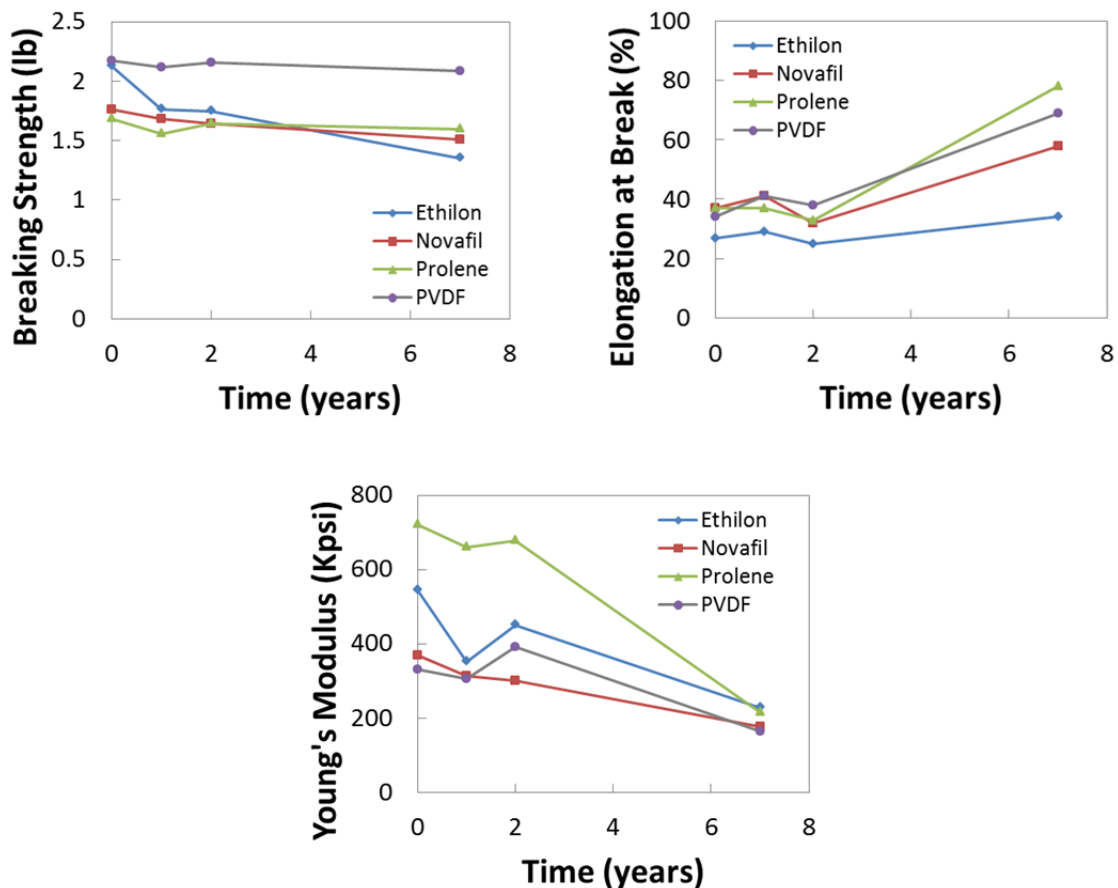 Breaking Strength (lb)
2.5
2
1.5
1
0.5
0
Ethilon
Novafil
Prolene
PVDF
0 2 4 6 8
Time (years)
Elongation at Break (%)
100
80
60
40
20
0
Ethilon
Novafil
Prolene
PVDF
0 2 4 6 8
Time (years)
Young's Modulus (Kpsi)
800
600
400
200
0
Ethilon
Novafil
Prolene
PVDF
0 2 4 6 8
Time (years)